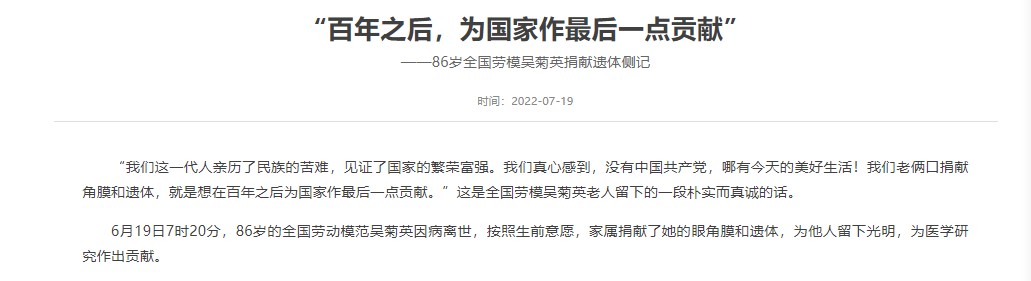 “百年之后，为国家作最后一点贡献”
——86岁全国劳模吴菊英捐献遗体侧记
时间：2022-07-19
“我们这一代人亲历了民族的苦难，见证了国家的繁荣富强。我们真心感到，没有中国共产党，哪有今天的美好生活！我们老俩口捐献
角膜和遗体，就是想在百年之后为国家作最后一点贡献。”这是全国劳模吴菊英老人留下的一段朴实而真诚的话。
6月19日7时20分，86岁的全国劳动模范吴菊英因病离世，按照生前意愿，家属捐献了她的眼角膜和遗体，为他人留下光明，为医学研
究作出贡献。